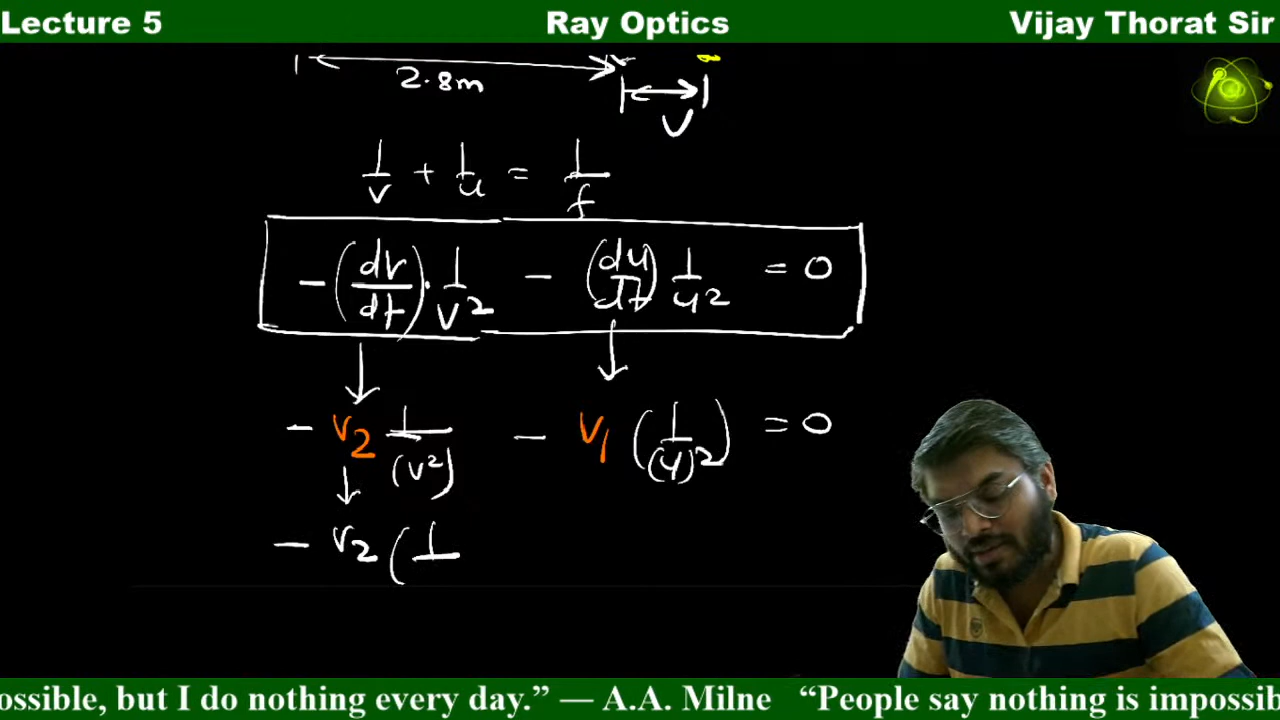 Lecture 5 Ray Optics Vijay Thorat Sir
2.8m
v
1/v + 1/u = 1/f
-(dv/dt)·1/v² - (du/dt) 1/u² = 0
- v₂ 1/(v²) - v₁ (1/(u)²) = 0
- v₂ (1/
ossible, but I do nothing every day.” — A.A. Milne “People say nothing is impossib